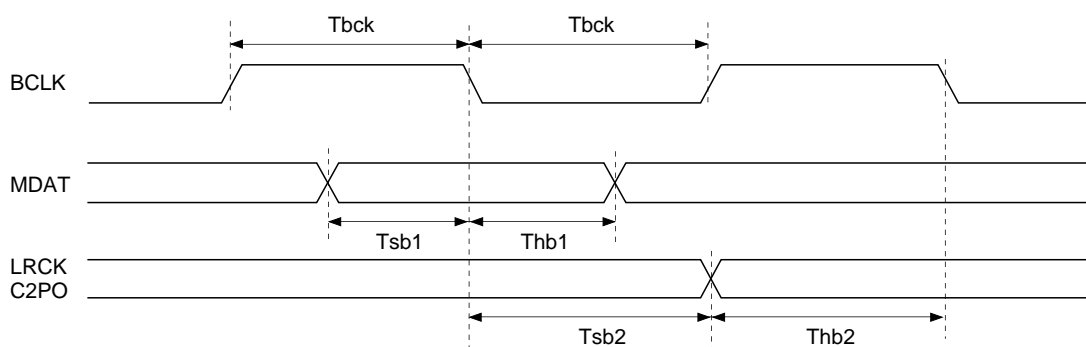 Tbck Tbck
BCLK
MDAT
Tsb1 Thb1
LRCK
C2PO
Tsb2 Thb2